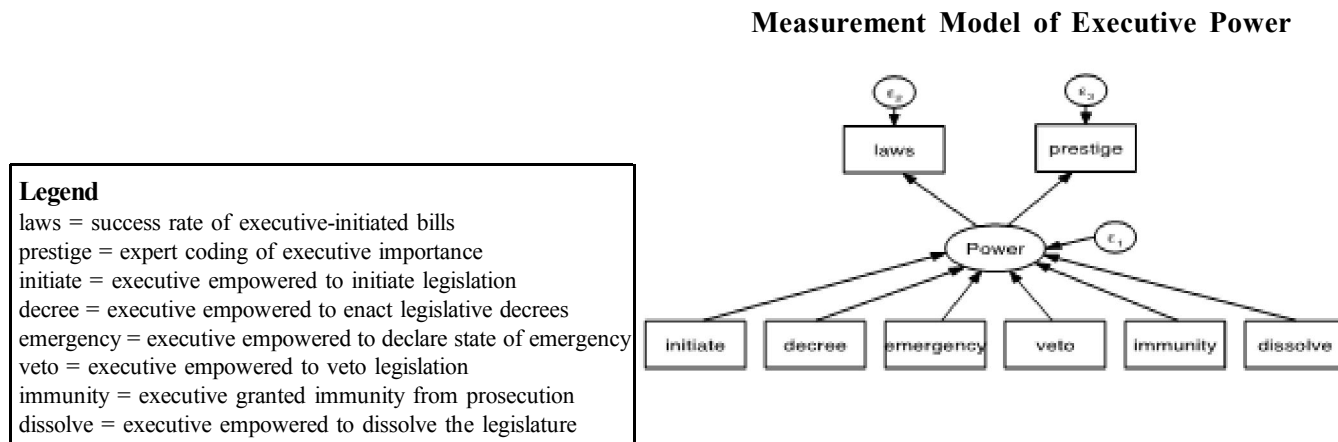 Measurement Model of Executive Power
ε2
ε3
laws
prestige
Power
ε1
initiate
decree
emergency
veto
immunity
dissolve
Legend
laws = success rate of executive-initiated bills
prestige = expert coding of executive importance
initiate = executive empowered to initiate legislation
decree = executive empowered to enact legislative decrees
emergency = executive empowered to declare state of emergency
veto = executive empowered to veto legislation
immunity = executive granted immunity from prosecution
dissolve = executive empowered to dissolve the legislature